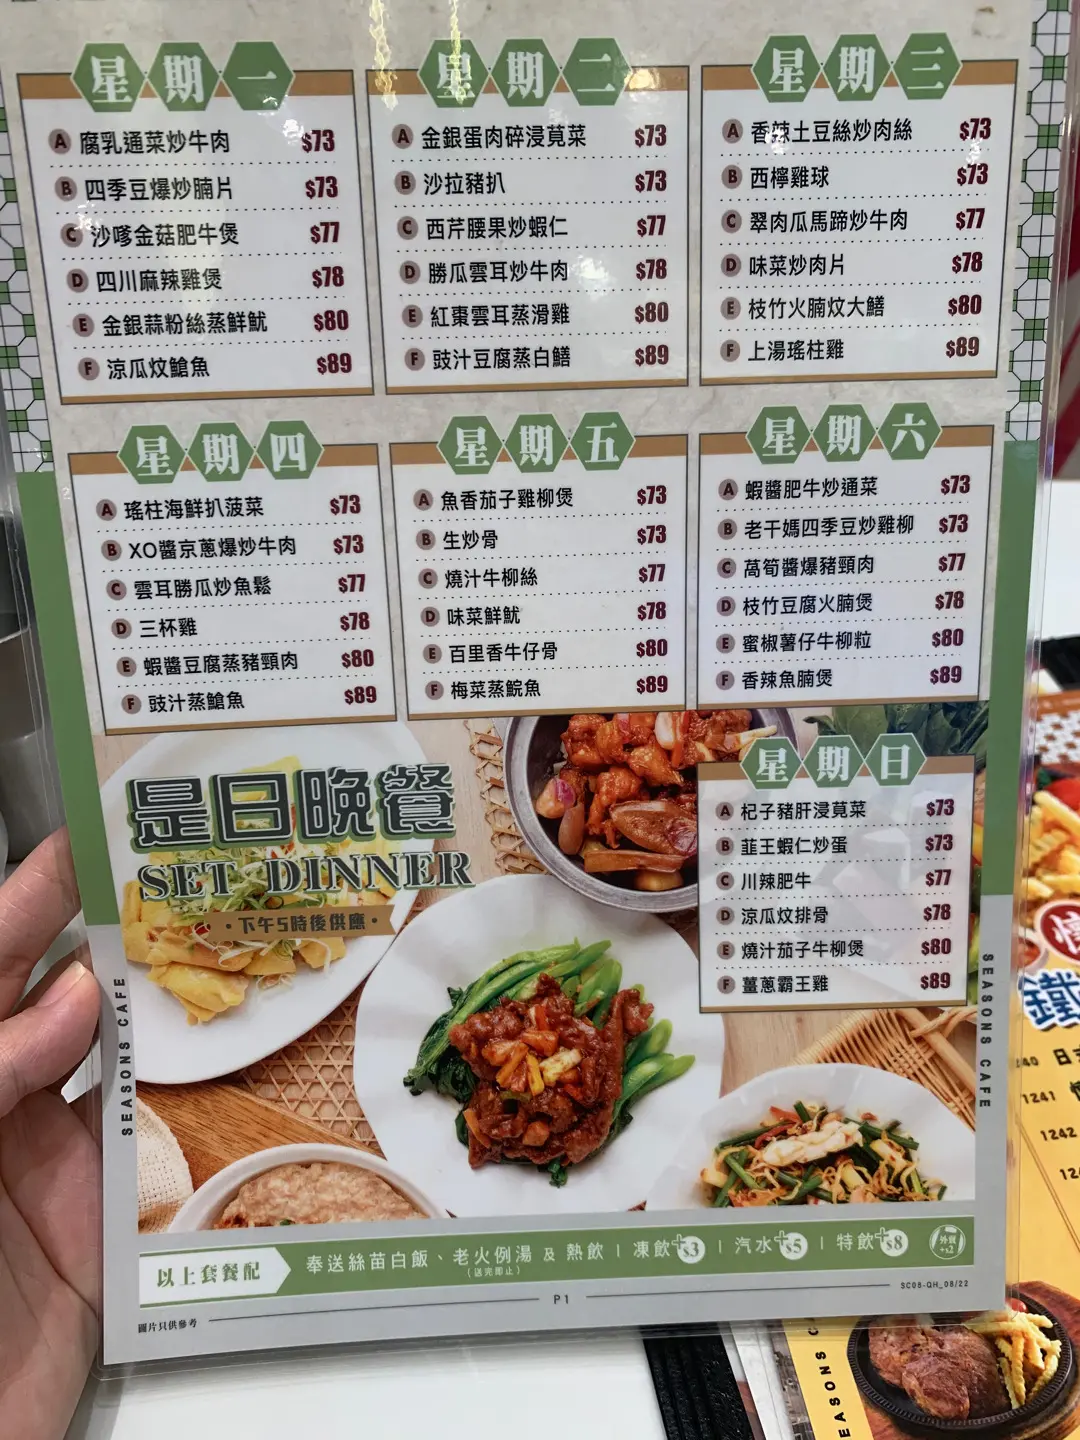 星期一
A 腐乳通菜炒牛肉 $73
B 四季豆爆炒腩片 $73
C 沙嗲金菇肥牛煲 $77
D 四川麻辣雞煲 $78
E 金銀蒜粉絲蒸鮮魷 $80
F 涼瓜炆鎗魚 $89
星期二
A 金銀蛋肉碎浸莧菜 $73
B 沙拉豬扒 $73
C 西芹腰果炒蝦仁 $77
D 勝瓜雲耳炒牛肉 $78
E 紅棗雲耳蒸滑雞 $80
F 豉汁豆腐蒸白鱔 $89
星期三
A 香辣土豆絲炒肉絲 $73
B 西檸雞球 $73
C 翠肉瓜馬蹄炒牛肉 $77
D 味菜炒肉片 $78
E 枝竹火腩炆大鱔 $80
F 上湯瑤柱雞 $89
星期四
A 瑤柱海鮮扒菠菜 $73
B XO醬京蔥爆炒牛肉 $73
C 雲耳勝瓜炒魚鬆 $77
D 三杯雞 $78
E 蝦醬豆腐蒸豬頸肉 $80
F 豉汁蒸鎗魚 $89
星期五
A 魚香茄子雞柳煲 $73
B 生炒骨 $73
C 燒汁牛柳絲 $77
D 味菜鮮魷 $78
E 百里香牛仔骨 $80
F 梅菜蒸鯇魚 $89
星期六
A 蝦醬肥牛炒通菜 $73
B 老干媽四季豆炒雞柳 $73
C 萵筍醬爆豬頸肉 $77
D 枝竹豆腐火腩煲 $78
E 蜜椒薯仔牛柳粒 $80
F 香辣魚腩煲 $89
是日晚餐
SET DINNER
·下午5時後供應·
星期日
A 杞子豬肝浸莧菜 $73
B 韮王蝦仁炒蛋 $73
C 川辣肥牛 $77
D 涼瓜炆排骨 $78
E 燒汁茄子牛柳煲 $80
F 薑蔥霸王雞 $89
SEASONS CAFE
SEASONS CAFE
以上套餐配
奉送絲苗白飯、老火例湯 及 熱飲 | 凍飲+$3 | 汽水+$5 | 特飲+$8
(送完即止)
外賣
+$2
圖片只供參考
P1
SC06-QH_08/22
鐵
1241
1242